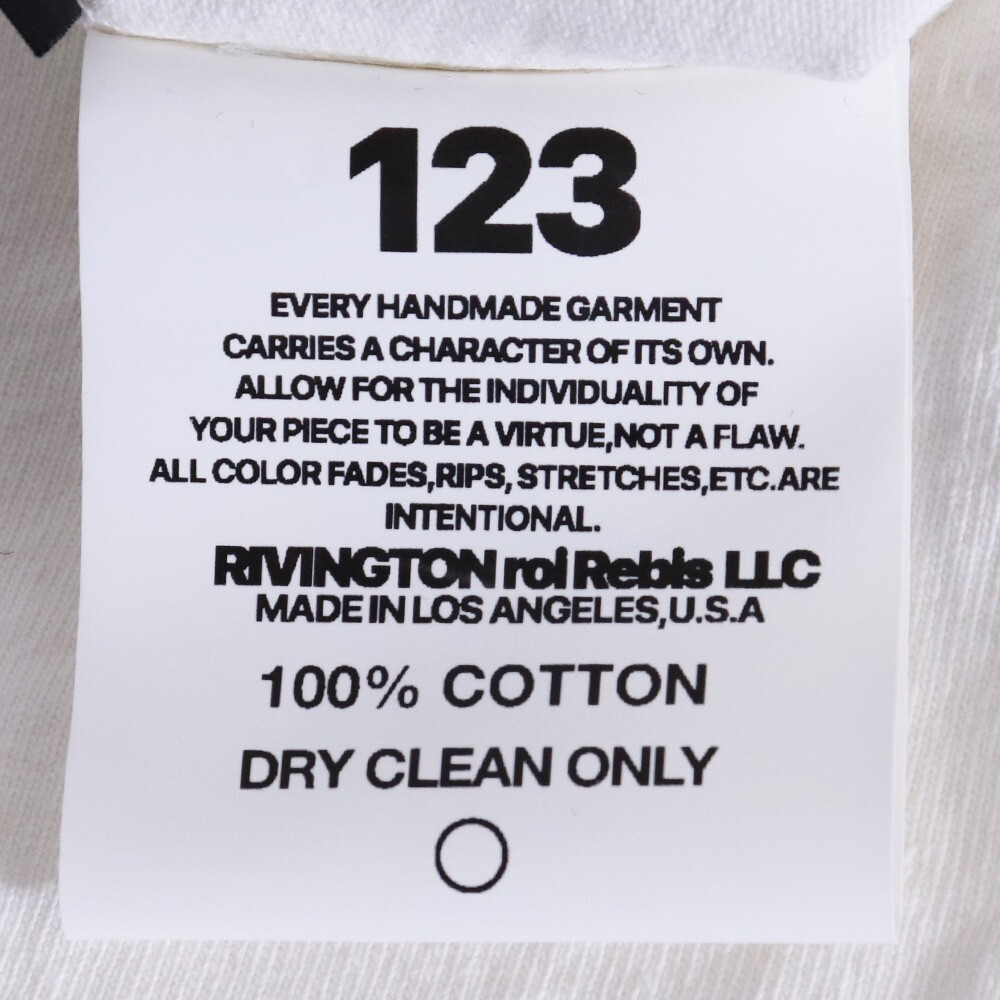 123
EVERY HANDMADE GARMENT
CARRIES A CHARACTER OF ITS OWN.
ALLOW FOR THE INDIVIDUALITY OF
YOUR PIECE TO BE A VIRTUE,NOT A FLAW.
ALL COLOR FADES,RIPS, STRETCHES,ETC.ARE
INTENTIONAL.
RIVINGTON roi Rebis LLC
MADE IN LOS ANGELES,U.S.A
100% COTTON
DRY CLEAN ONLY